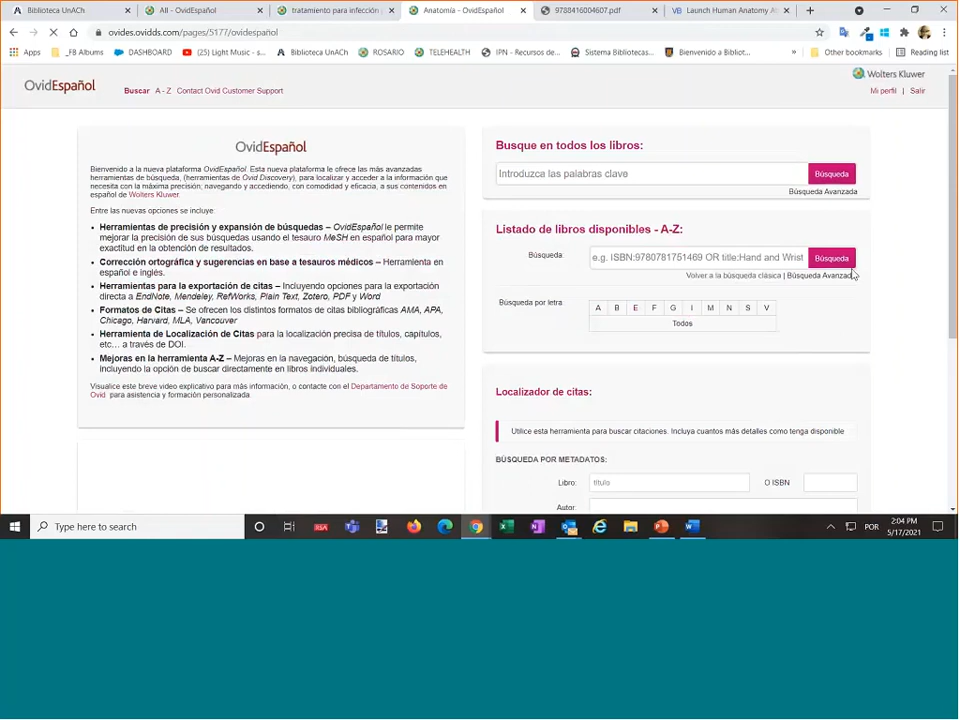 Biblioteca UnACh
All - OvidEspañol
tratamiento para infección
Anatomía - OvidEspañol
9788416004607.pdf
Launch Human Anatomy At
ovides.ovidds.com/pages/5177/ovidespañol
Apps
_FB Albums
DASHBOARD
(25) Light Music - s...
Biblioteca UnACh
ROSARIO
TELEHEALTH
IPN - Recursos de...
Sistema Bibliotecas...
Bienvenido a Bibliot...
»
Other bookmarks
Reading list
OvidEspañol
Buscar A - Z Contact Ovid Customer Support
Wolters Kluwer
Mi perfil | Salir
OvidEspañol
Bienvenido a la nueva plataforma OvidEspañol. Esta nueva plataforma le ofrece las más avanzadas
herramientas de búsqueda, (herramientas de Ovid Discovery), para localizar y acceder a la información que
necesita con la máxima precisión; navegando y accediendo, con comodidad y eficacia, a sus contenidos en
español de Wolters Kluwer.
Entre las nuevas opciones se incluye:
• Herramientas de precisión y expansión de búsquedas – OvidEspañol le permite
mejorar la precisión de sus búsquedas usando el tesauro MeSH en español para mayor
exactitud en la obtención de resultados.
• Corrección ortográfica y sugerencias en base a tesauros médicos – Herramienta en
español e inglés.
• Herramientas para la exportación de citas – Incluyendo opciones para la exportación
directa a EndNote, Mendeley, RefWorks, Plain Text, Zotero, PDF y Word
• Formatos de Citas – Se ofrecen los distintos formatos de citas bibliográficas AMA, APA,
Chicago, Harvard, MLA, Vancouver
• Herramienta de Localización de Citas para la localización precisa de títulos, capítulos,
etc… a través de DOI.
• Mejoras en la herramienta A-Z – Mejoras en la navegación, búsqueda de títulos,
incluyendo la opción de buscar directamente en libros individuales.
Visualice este breve video explicativo para más información, o contacte con el Departamento de Soporte de
Ovid para asistencia y formación personalizada
Busque en todos los libros:
Introduzca las palabras clave
Búsqueda
Búsqueda Avanzada
Listado de libros disponibles - A-Z:
Búsqueda
e.g. ISBN:9780781751469 OR title:Hand and Wrist
Búsqueda
Volver a la búsqueda clásica | Búsqueda Avanzada
Búsqueda por letra
A B E F G I M N S V
Todos
Localizador de citas:
Utilice esta herramienta para buscar citaciones. Incluya cuantos más detalles como tenga disponible
BÚSQUEDA POR METADATOS:
Libro:
título
O ISBN
Autor:
Type here to search
RSA
POR
2:04 PM
5/17/2021